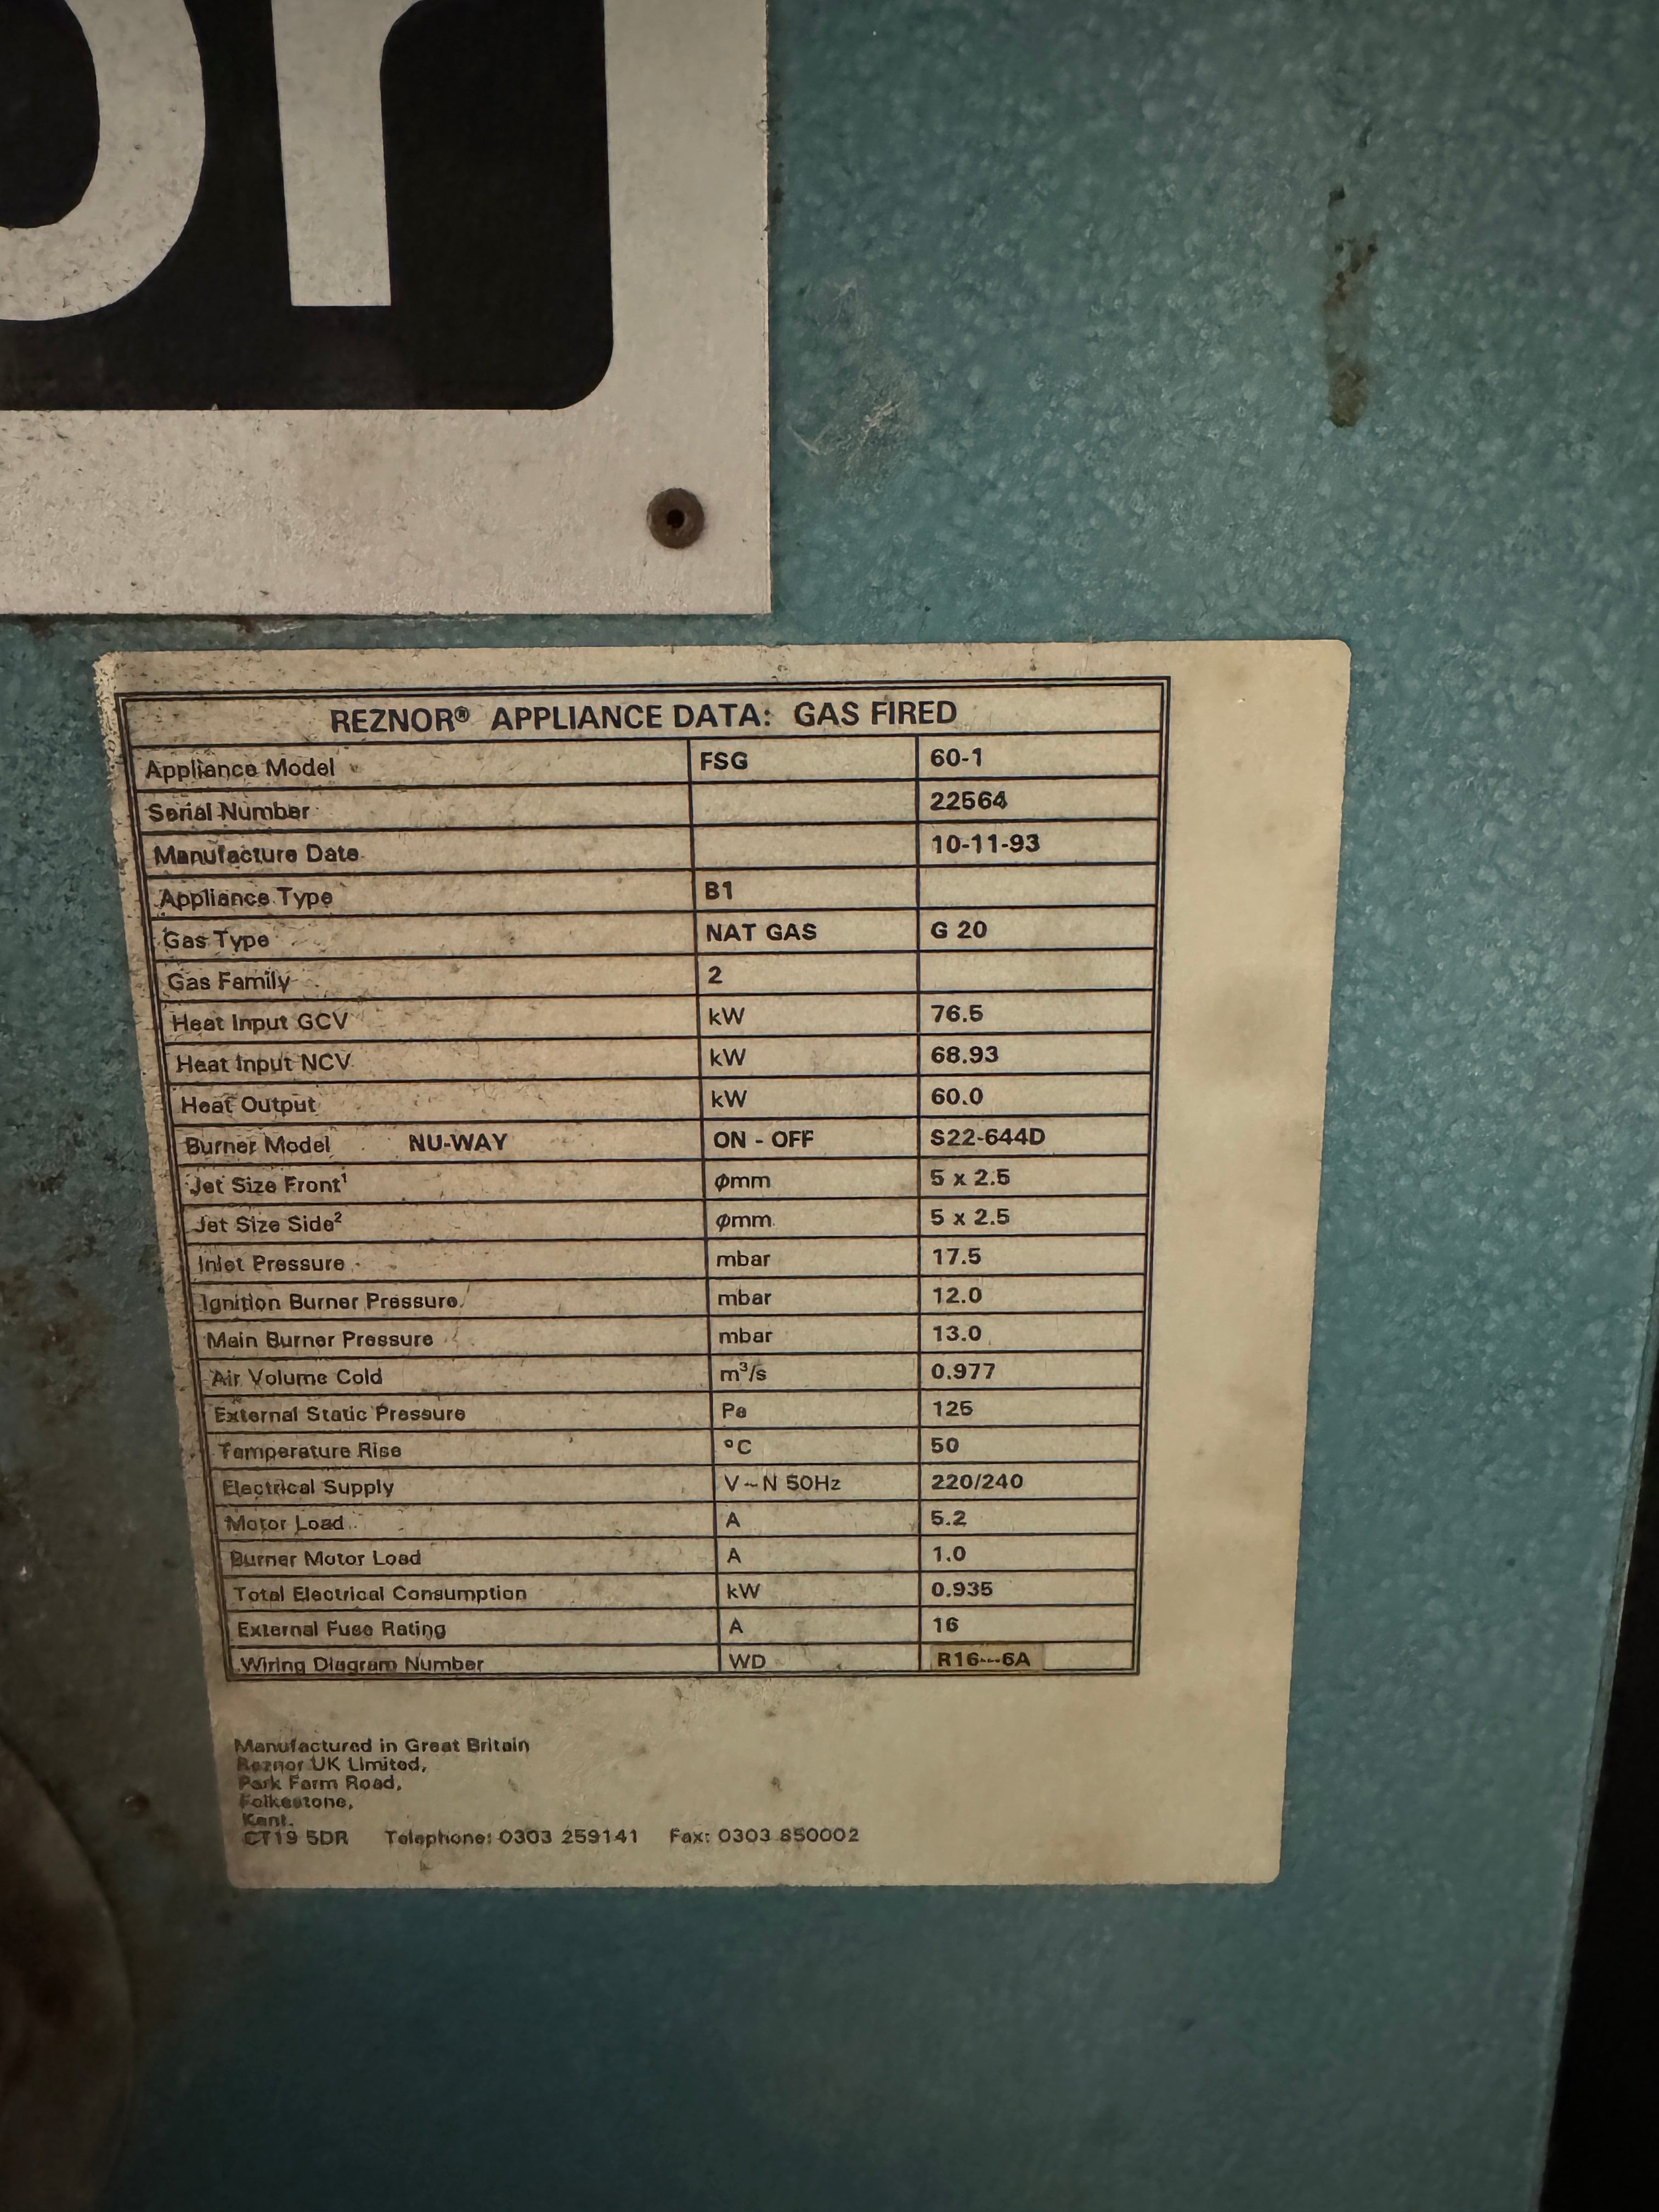 or
REZNOR® APPLIANCE DATA: GAS FIRED
Appliance Model FSG 60-1
Serial Number 22564
Manufacture Date 10-11-93
Appliance Type B1
Gas Type NAT GAS G 20
Gas Family 2
Heat Input GCV kW 76.5
Heat Input NCV kW 68.93
Heat Output kW 60.0
Burner Model NU-WAY ON - OFF S22-644D
Jet Size Front¹ ømm 5 x 2.5
Jet Size Side² ømm 5 x 2.5
Inlet Pressure mbar 17.5
Ignition Burner Pressure mbar 12.0
Main Burner Pressure mbar 13.0
Air Volume Cold m³/s 0.977
External Static Pressure Pa 125
Temperature Rise °C 50
Electrical Supply V~N 50Hz 220/240
Motor Load A 5.2
Burner Motor Load A 1.0
Total Electrical Consumption kW 0.935
External Fuse Rating A 16
Wiring Diagram Number WD R16---6A
Manufactured in Great Britain
Reznor UK Limited,
Park Farm Road,
Folkestone,
Kent.
CT19 5DR Telephone: 0303 259141 Fax: 0303 850002